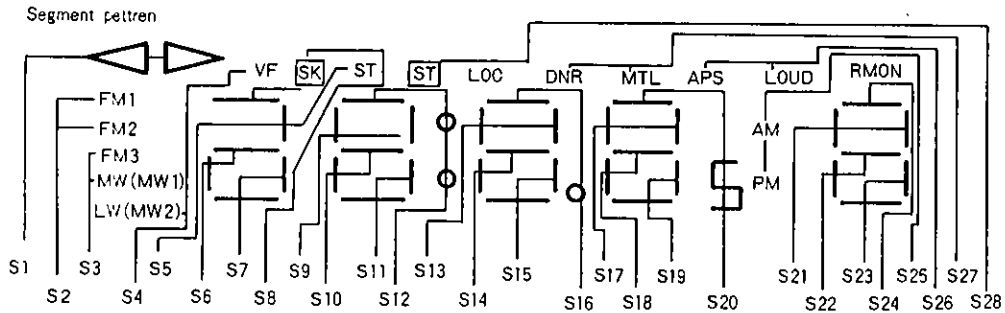 Segment pettren
VF SK ST ST LOC DNR MTL APS LOUD RMON
FM1
FM2
AM
FM3
MW(MW1)
PM
LW(MW2)
S1 S3 S5 S7 S9 S11 S13 S15 S17 S19 S21 S23 S25 S27
S2 S4 S6 S8 S10 S12 S14 S16 S18 S20 S22 S24 S26 S28